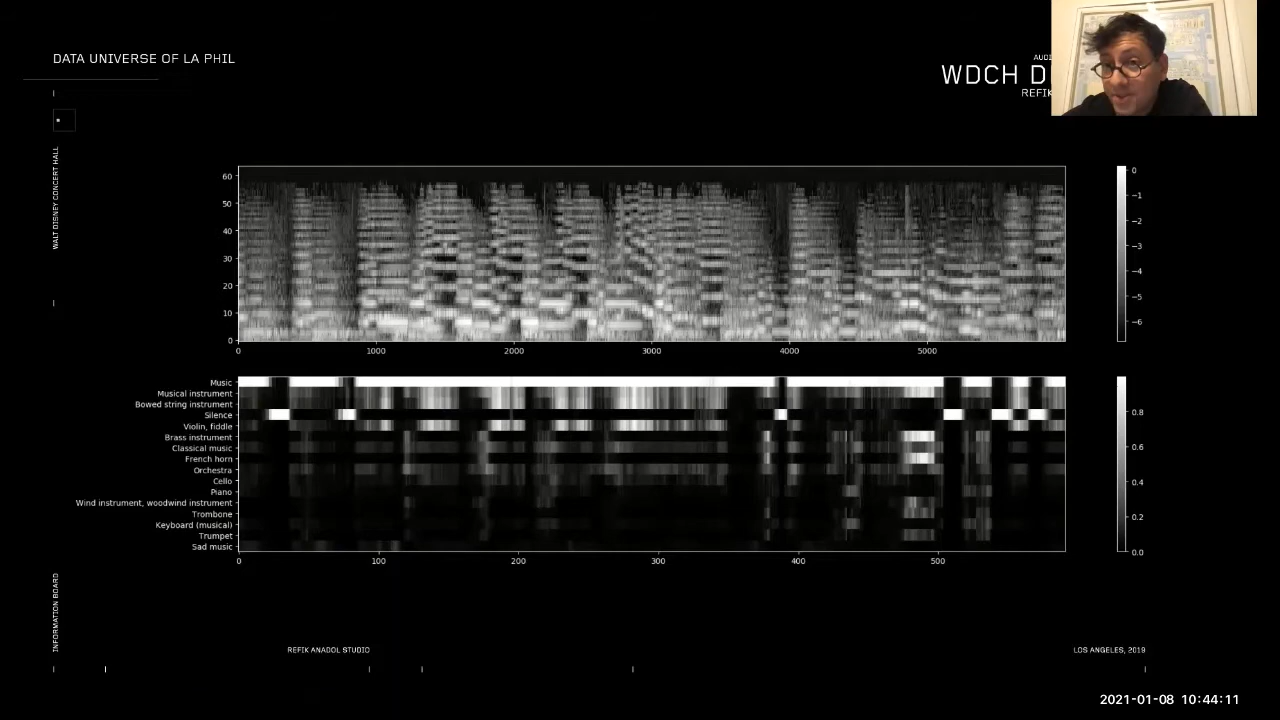 DATA UNIVERSE OF LA PHIL
WDCH
REFIK
WALT DISNEY CONCERT HALL
60
50
40
30
20
10
0
0 1000 2000 3000 4000 5000
0
−1
−2
−3
−4
−5
−6
Music
Musical instrument
Bowed string instrument
Silence
Violin, fiddle
Brass instrument
Classical music
French horn
Orchestra
Cello
Piano
Wind instrument, woodwind instrument
Trombone
Keyboard (musical)
Trumpet
Sad music
0 100 200 300 400 500
0.8
0.6
0.4
0.2
0.0
INFORMATION BOARD
REFIK ANADOL STUDIO
LOS ANGELES, 2019
2021-01-08 10:44:11